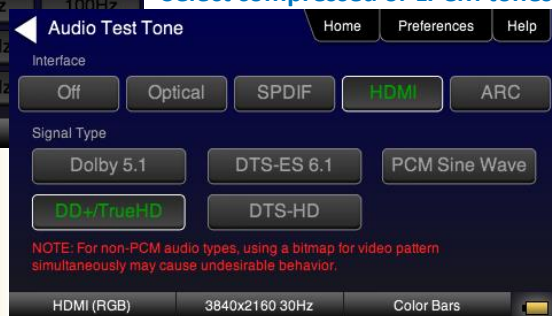 100Hz
Select compressed or LPCM tones
Audio Test Tone
Home Preferences Help
Interface
Off Optical SPDIF HDMI ARC
Signal Type
Dolby 5.1 DTS-ES 6.1 PCM Sine Wave
DD+/TrueHD DTS-HD
NOTE: For non-PCM audio types, using a bitmap for video pattern
simultaneously may cause undesirable behavior.
HDMI (RGB) 3840x2160 30Hz Color Bars